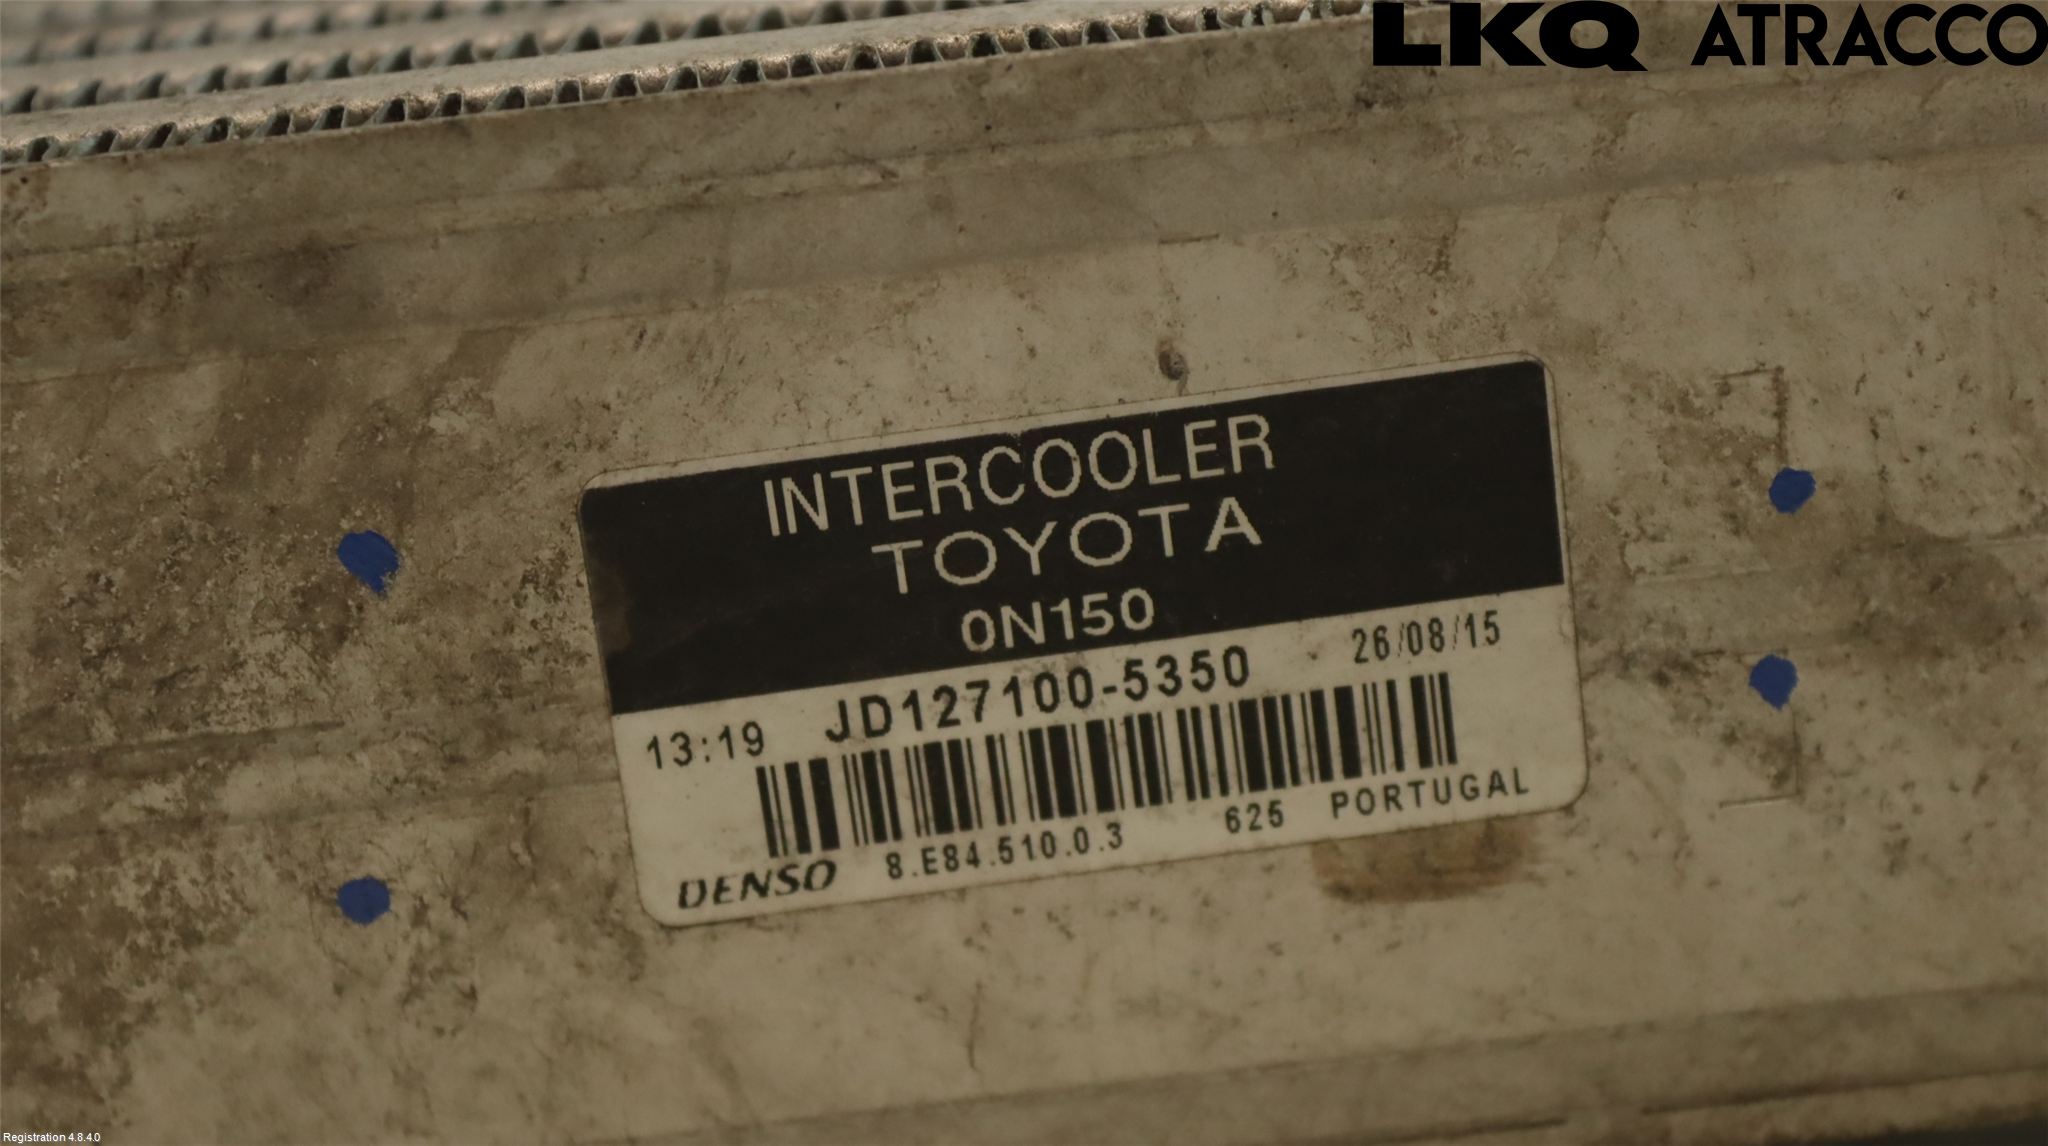 LKQ ATRACCO
INTERCOOLER
TOYOTA
0N150
13:19 JD127100-5350 26/08/15
DENSO 8.E84.510.0.3 625 PORTUGAL
Registration 4.8.4.0